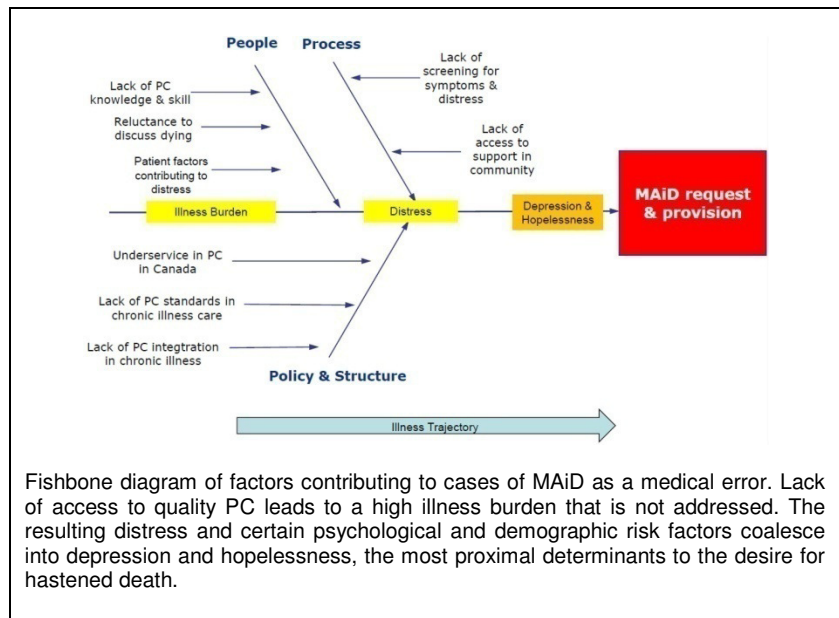 People
Process
Lack of PC
knowledge & skill
Reluctance to
discuss dying
Patient factors
contributing to
distress
Lack of
screening for
symptoms &
distress
Lack of
access to
support in
community
Illness Burden
Distress
Depression &
Hopelessness
MAiD request
& provision
Underservice in PC
in Canada
Lack of PC standards in
chronic illness care
Lack of PC integtration
in chronic illness
Policy & Structure
Illness Trajectory
Fishbone diagram of factors contributing to cases of MAiD as a medical error. Lack
of access to quality PC leads to a high illness burden that is not addressed. The
resulting distress and certain psychological and demographic risk factors coalesce
into depression and hopelessness, the most proximal determinants to the desire for
hastened death.